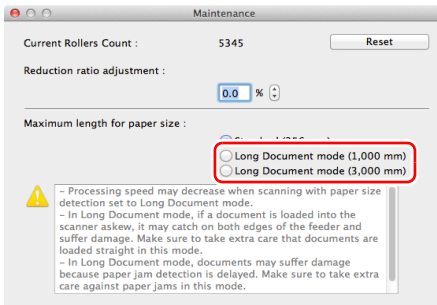 Maintenance
Current Rollers Count : 5345 Reset
Reduction ratio adjustment :
0.0 %
Maximum length for paper size :
Long Document mode (1,000 mm)
Long Document mode (3,000 mm)
– Processing speed may decrease when scanning with paper size
detection set to Long Document mode.
– In Long Document mode, if a document is loaded into the
scanner askew, it may catch on both edges of the feeder and
suffer damage. Make sure to take extra care that documents are
loaded straight in this mode.
– In Long Document mode, documents may suffer damage
because paper jam detection is delayed. Make sure to take extra
care against paper jams in this mode.